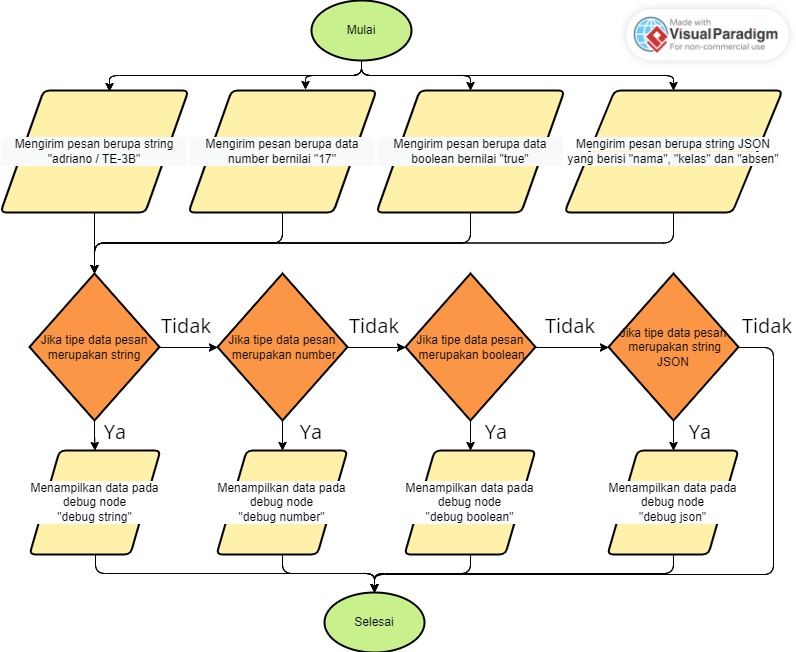 Mulai
Made with
VisualParadigm
For non-commercial use
Mengirim pesan berupa string
"adriano / TE-3B"
Mengirim pesan berupa data
number bernilai "17"
Mengirim pesan berupa data
boolean bernilai "true"
Mengirim pesan berupa string JSON
yang berisi "nama", "kelas" dan "absen"
Jika tipe data pesan
merupakan string
Tidak
Jika tipe data pesan
merupakan number
Tidak
Jika tipe data pesan
merupakan boolean
Tidak
Jika tipe data pesan
merupakan string
JSON
Tidak
Ya
Ya
Ya
Ya
Menampilkan data pada
debug node
"debug string"
Menampilkan data pada
debug node
"debug number"
Menampilkan data pada
debug node
"debug boolean"
Menampilkan data pada
debug node
"debug json"
Selesai